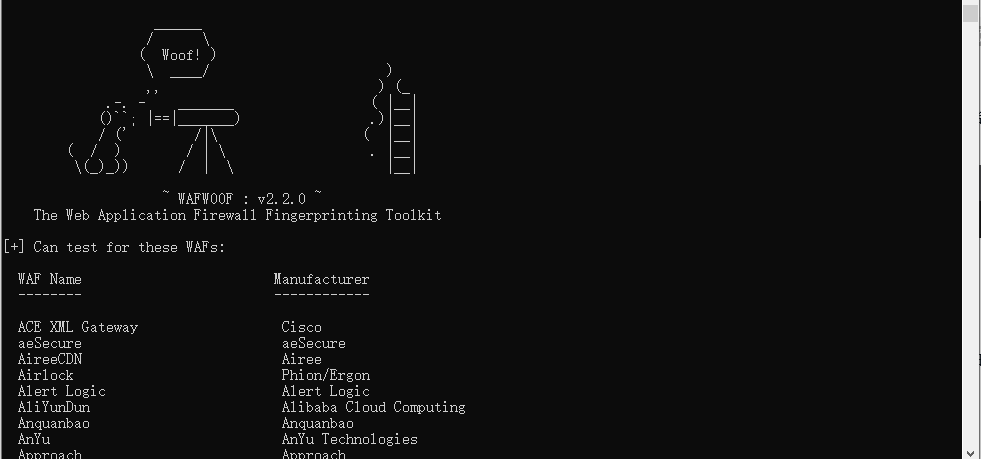 Woof!
~ WAFW00F : v2.2.0 ~
The Web Application Firewall Fingerprinting Toolkit
[+] Can test for these WAFs:
WAF Name Manufacturer
-------- ------------
ACE XML Gateway Cisco
aeSecure aeSecure
AireeCDN Airee
Airlock Phion/Ergon
Alert Logic Alert Logic
AliYunDun Alibaba Cloud Computing
Anquanbao Anquanbao
AnYu AnYu Technologies
Approach Approach